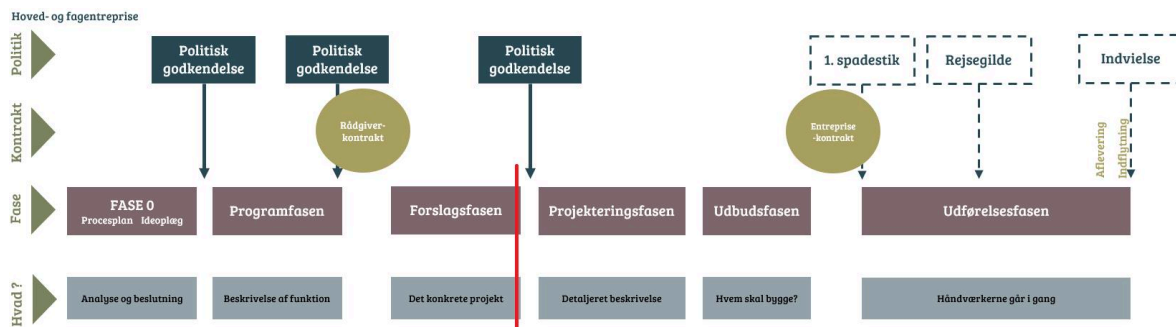 Hoved- og fagentreprise
Politik
Politisk
godkendelse
Politisk
godkendelse
Politisk
godkendelse
1. spadestik
Rejsegilde
Indvielse
Kontrakt
Rådgiver-
kontrakt
Entreprise
-kontrakt
Aflevering
Indflytning
Fase
FASE 0
Procesplan Ideoplæg
Programfasen
Forslagsfasen
Projekteringsfasen
Udbudsfasen
Udførelsesfasen
Hvad ?
Analyse og beslutning
Beskrivelse af funktion
Det konkrete projekt
Detaljeret beskrivelse
Hvem skal bygge?
Håndværkerne går i gang